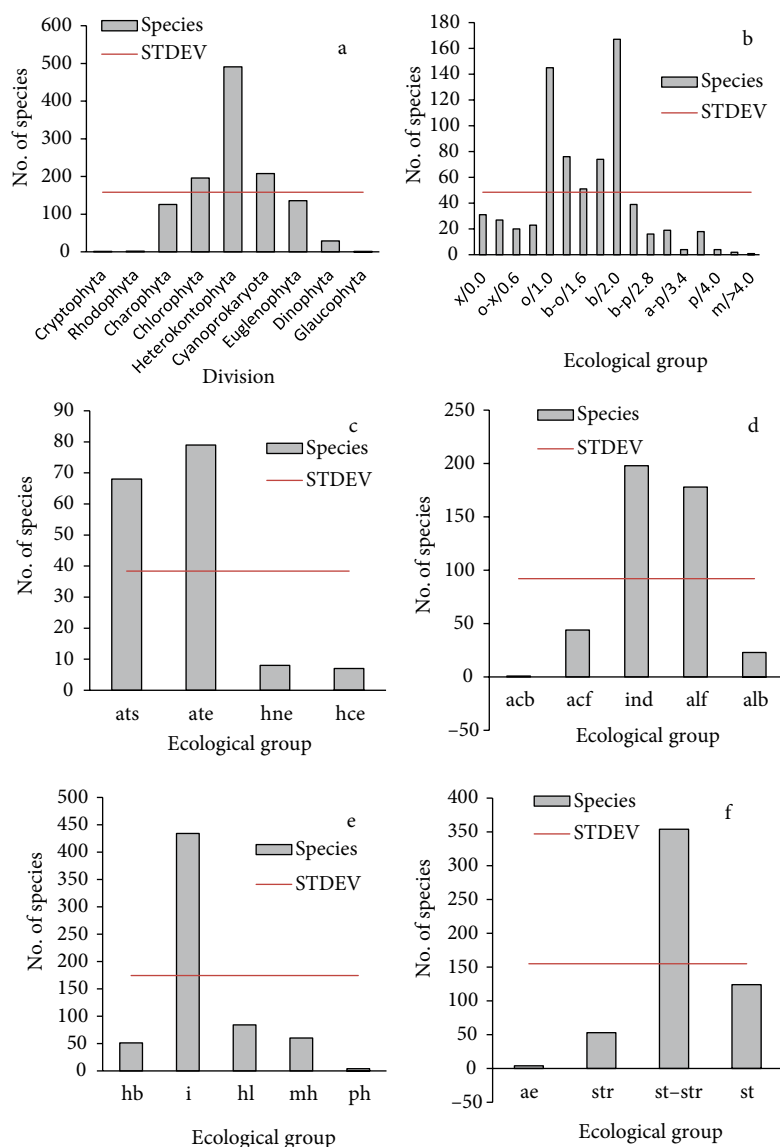 a
Species
STDEV
No. of species
600
500
400
300
200
100
0
Cryptophyta
Rhodophyta
Charophyta
Chlorophyta
Heterokontophyta
Cyanoprokaryota
Euglenophyta
Dinophyta
Glaucophyta
Division
b
Species
STDEV
No. of species
180
160
140
120
100
80
60
40
20
0
x/0.0
o-x/0.6
o/1.0
b-o/1.6
b/2.0
b-p/2.8
a-p/3.4
p/4.0
m/>4.0
Ecological group
c
Species
STDEV
No. of species
90
80
70
60
50
40
30
20
10
0
ats ate hne hce
Ecological group
d
Species
STDEV
No. of species
250
200
150
100
50
0
–50
acb acf ind alf alb
Ecological group
e
Species
STDEV
No. of species
500
450
400
350
300
250
200
150
100
50
0
hb i hl mh ph
Ecological group
f
Species
STDEV
No. of species
400
350
300
250
200
150
100
50
0
–50
ae str st–str st
Ecological group